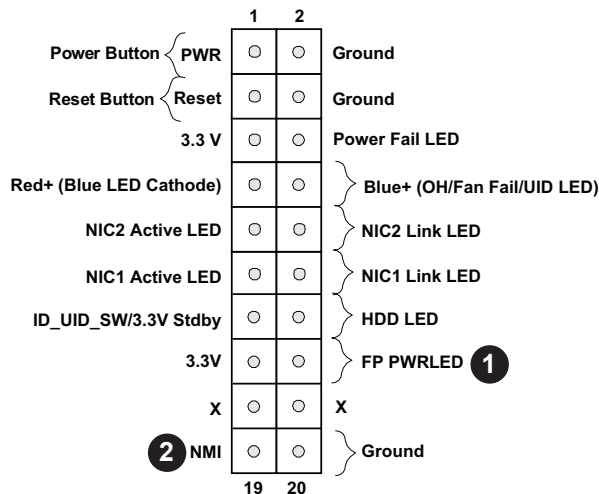 1 2
Power Button PWR Ground
Reset Button Reset Ground
3.3 V Power Fail LED
Red+ (Blue LED Cathode) Blue+ (OH/Fan Fail/UID LED)
NIC2 Active LED NIC2 Link LED
NIC1 Active LED NIC1 Link LED
ID_UID_SW/3.3V Stdby HDD LED
3.3V FP PWRLED 1
X X
2 NMI Ground
19 20